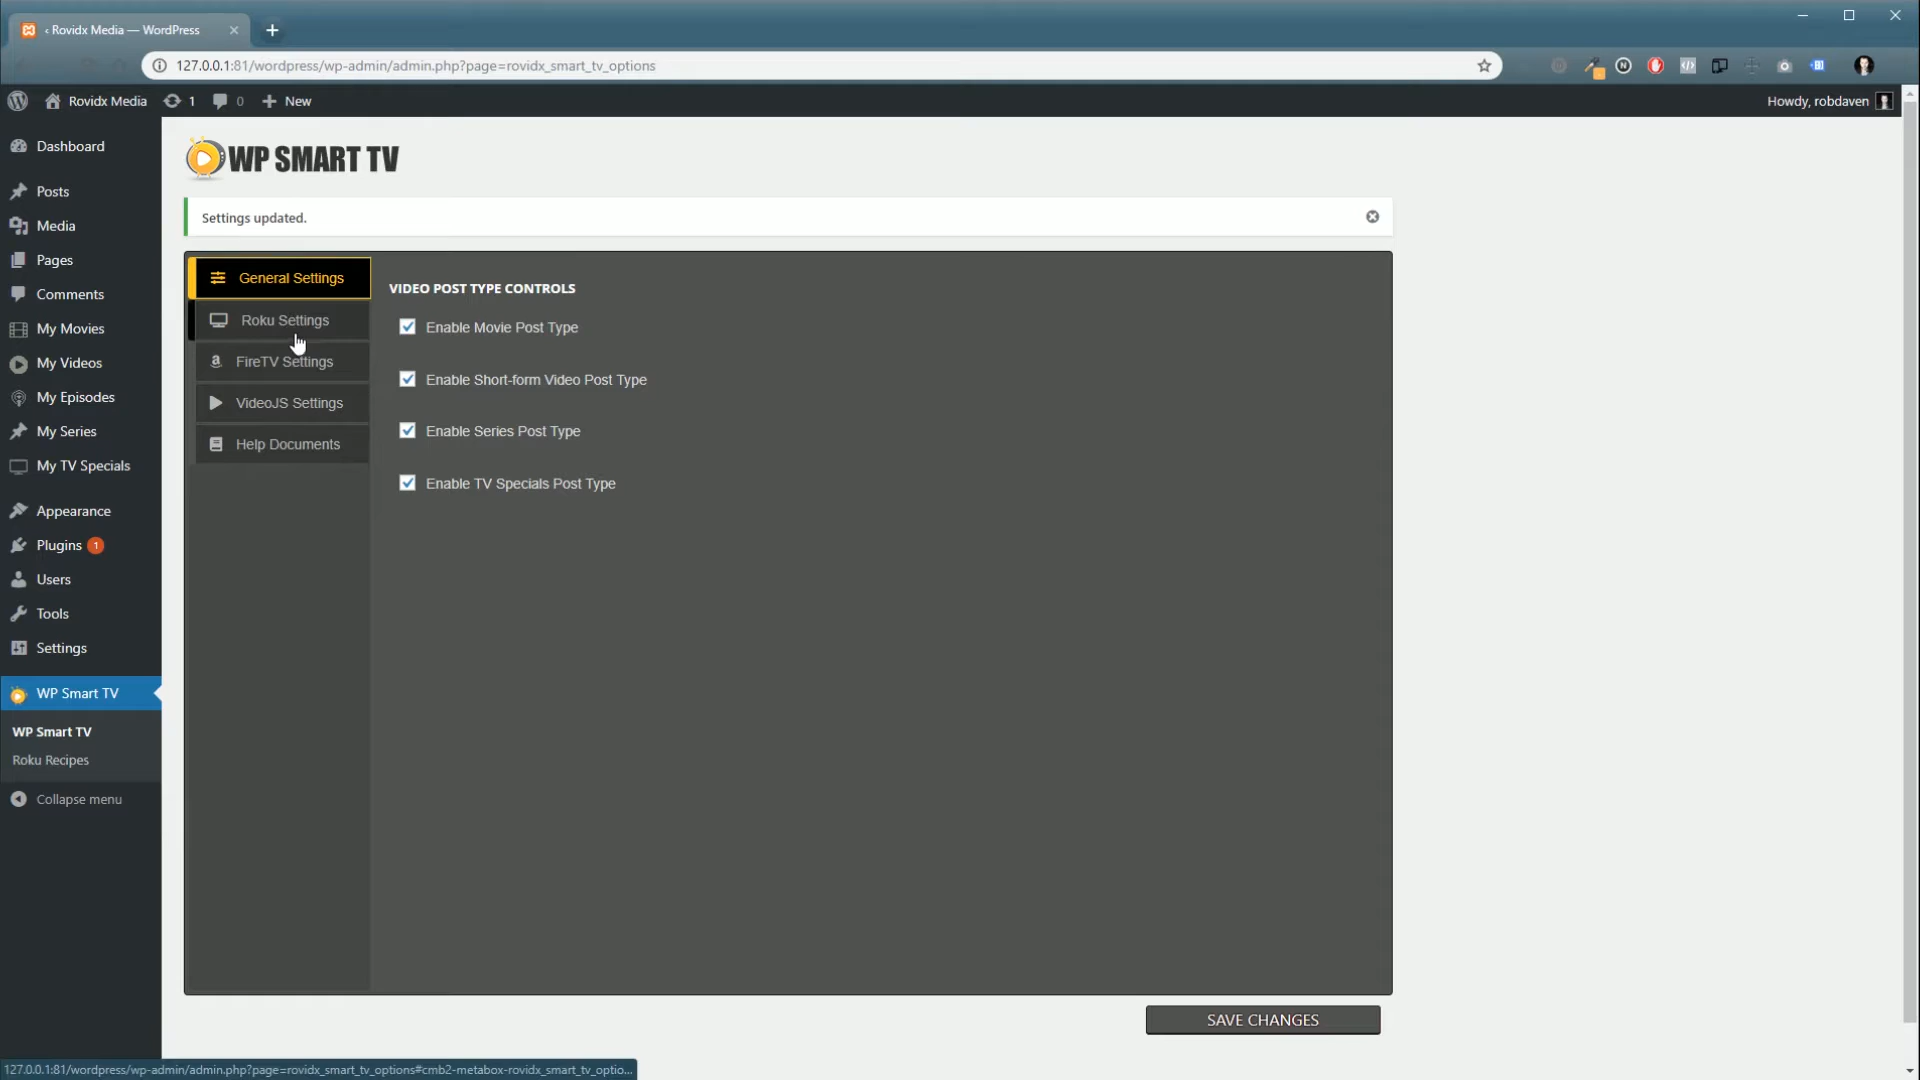 ‹ Rovidx Media — WordPress
127.0.0.1:81/wordpress/wp-admin/admin.php?page=rovidx_smart_tv_options
Rovidx Media 1 0 New
Howdy, robdaven
Dashboard
Posts
Media
Pages
Comments
My Movies
My Videos
My Episodes
My Series
My TV Specials
Appearance
Plugins 1
Users
Tools
Settings
WP Smart TV
WP Smart TV
Roku Recipes
Collapse menu
WP SMART TV
Settings updated.
General Settings
Roku Settings
FireTV Settings
VideoJS Settings
Help Documents
VIDEO POST TYPE CONTROLS
Enable Movie Post Type
Enable Short-form Video Post Type
Enable Series Post Type
Enable TV Specials Post Type
SAVE CHANGES
127.0.0.1:81/wordpress/wp-admin/admin.php?page=rovidx_smart_tv_options#cmb2-metabox-rovidx_smart_tv_optio...